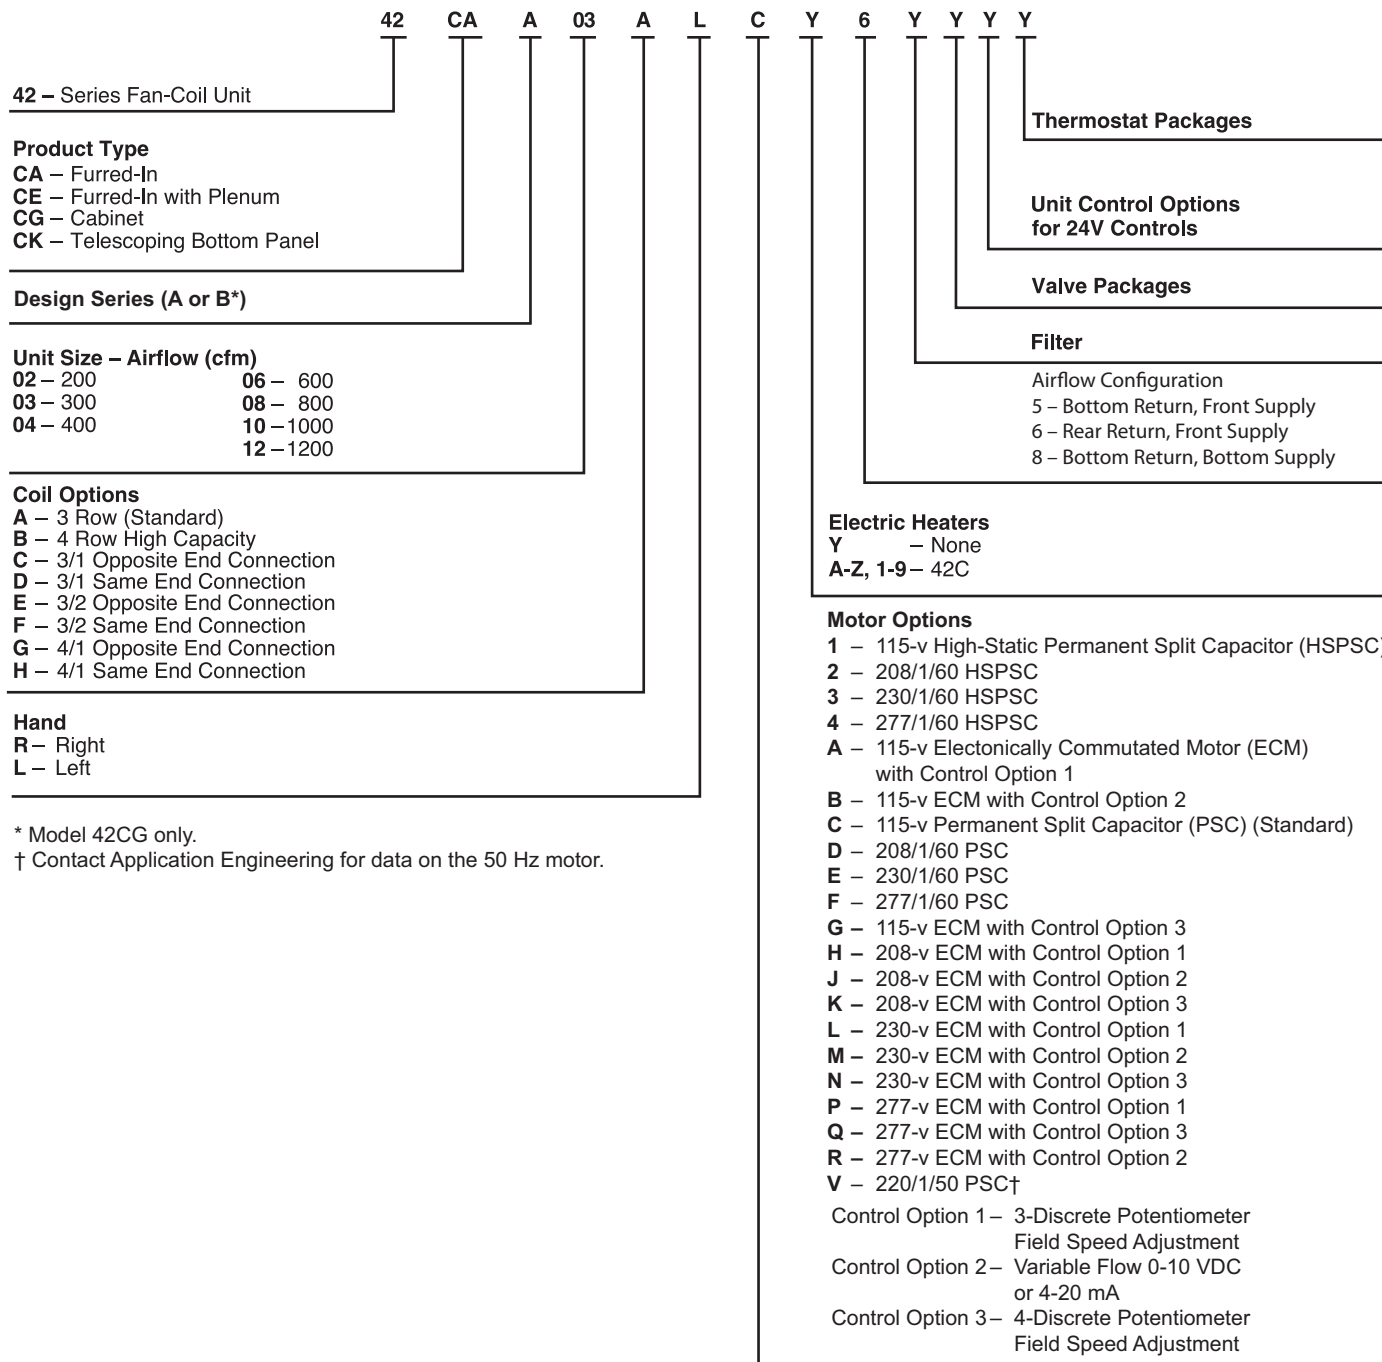 42 CA A 03 A L C Y 6 Y Y Y Y
42 – Series Fan-Coil Unit
Product Type
CA – Furred-In
CE – Furred-In with Plenum
CG – Cabinet
CK – Telescoping Bottom Panel
Design Series (A or B*)
Unit Size – Airflow (cfm)
02 – 200 06 – 600
03 – 300 08 – 800
04 – 400 10 –1000
12 –1200
Coil Options
A – 3 Row (Standard)
B – 4 Row High Capacity
C – 3/1 Opposite End Connection
D – 3/1 Same End Connection
E – 3/2 Opposite End Connection
F – 3/2 Same End Connection
G – 4/1 Opposite End Connection
H – 4/1 Same End Connection
Hand
R – Right
L – Left
* Model 42CG only.
† Contact Application Engineering for data on the 50 Hz motor.
Thermostat Packages
Unit Control Options
for 24V Controls
Valve Packages
Filter
Airflow Configuration
5 – Bottom Return, Front Supply
6 – Rear Return, Front Supply
8 – Bottom Return, Bottom Supply
Electric Heaters
Y – None
A-Z, 1-9 – 42C
Motor Options
1 – 115-v High-Static Permanent Split Capacitor (HSPSC)
2 – 208/1/60 HSPSC
3 – 230/1/60 HSPSC
4 – 277/1/60 HSPSC
A – 115-v Electonically Commutated Motor (ECM)
with Control Option 1
B – 115-v ECM with Control Option 2
C – 115-v Permanent Split Capacitor (PSC) (Standard)
D – 208/1/60 PSC
E – 230/1/60 PSC
F – 277/1/60 PSC
G – 115-v ECM with Control Option 3
H – 208-v ECM with Control Option 1
J – 208-v ECM with Control Option 2
K – 208-v ECM with Control Option 3
L – 230-v ECM with Control Option 1
M – 230-v ECM with Control Option 2
N – 230-v ECM with Control Option 3
P – 277-v ECM with Control Option 1
Q – 277-v ECM with Control Option 3
R – 277-v ECM with Control Option 2
V – 220/1/50 PSC†
Control Option 1 – 3-Discrete Potentiometer
Field Speed Adjustment
Control Option 2 – Variable Flow 0-10 VDC
or 4-20 mA
Control Option 3 – 4-Discrete Potentiometer
Field Speed Adjustment